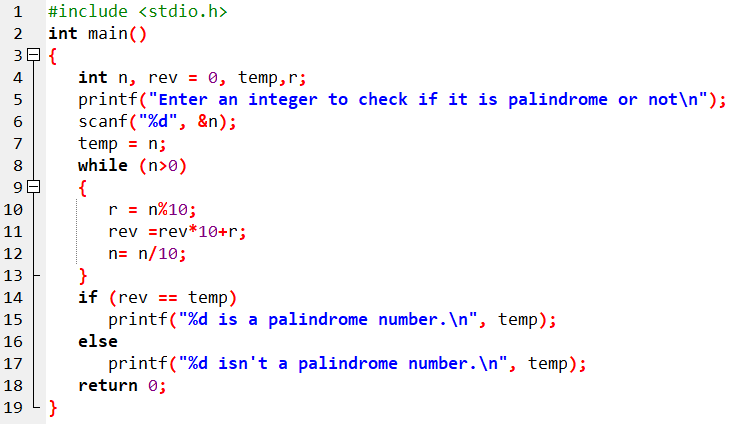 1 #include <stdio.h>
2 int main()
3 {
4 int n, rev = 0, temp,r;
5 printf("Enter an integer to check if it is palindrome or not\n");
6 scanf("%d", &n);
7 temp = n;
8 while (n>0)
9 {
10 r = n%10;
11 rev =rev*10+r;
12 n= n/10;
13 }
14 if (rev == temp)
15 printf("%d is a palindrome number.\n", temp);
16 else
17 printf("%d isn't a palindrome number.\n", temp);
18 return 0;
19 }